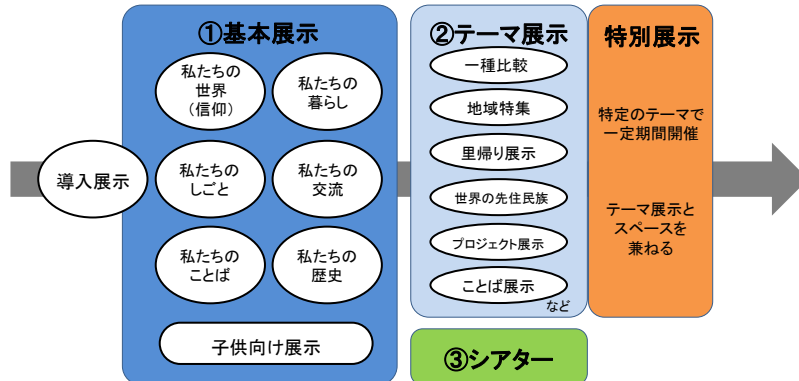 導入展示
①基本展示
私たちの
世界
(信仰)
私たちの
暮らし
私たちの
しごと
私たちの
交流
私たちの
ことば
私たちの
歴史
子供向け展示
②テーマ展示
一種比較
地域特集
里帰り展示
世界の先住民族
プロジェクト展示
ことば展示
など
③シアター
特別展示
特定のテーマで
一定期間開催
テーマ展示と
スペースを
兼ねる